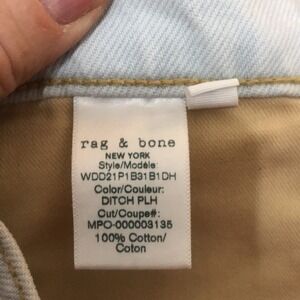 rag & bone
NEW YORK
Style/Modèle:
WDD21P1B31B1DH
Color/Couleur:
DITCH PLH
Cut/Coupe#:
MPO-000003135
100% Cotton/
Coton